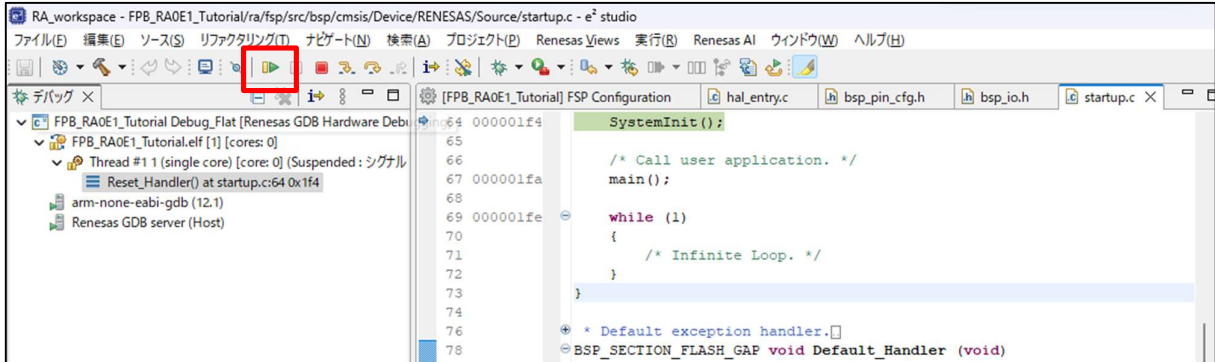 RA_workspace - FPB_RA0E1_Tutorial/ra/fsp/src/bsp/cmsis/Device/RENESAS/Source/startup.c - e² studio
ファイル(F) 編集(E) ソース(S) リファクタリング(T) ナビゲート(N) 検索(A) プロジェクト(P) Renesas Views 実行(R) Renesas AI ウィンドウ(W) ヘルプ(H)
デバッグ
[FPB_RA0E1_Tutorial] FSP Configuration hal_entry.c bsp_pin_cfg.h bsp_io.h startup.c
FPB_RA0E1_Tutorial Debug_Flat [Renesas GDB Hardware Debugging]
FPB_RA0E1_Tutorial.elf [1] [cores: 0]
Thread #1 1 (single core) [core: 0] (Suspended : シグナル
Reset_Handler() at startup.c:64 0x1f4
arm-none-eabi-gdb (12.1)
Renesas GDB server (Host)
64 000001f4 SystemInit();
65
66 /* Call user application. */
67 000001fa main();
68
69 000001fe while (1)
70 {
71 /* Infinite Loop. */
72 }
73 }
74
76 * Default exception handler.
78 BSP_SECTION_FLASH_GAP void Default_Handler (void)